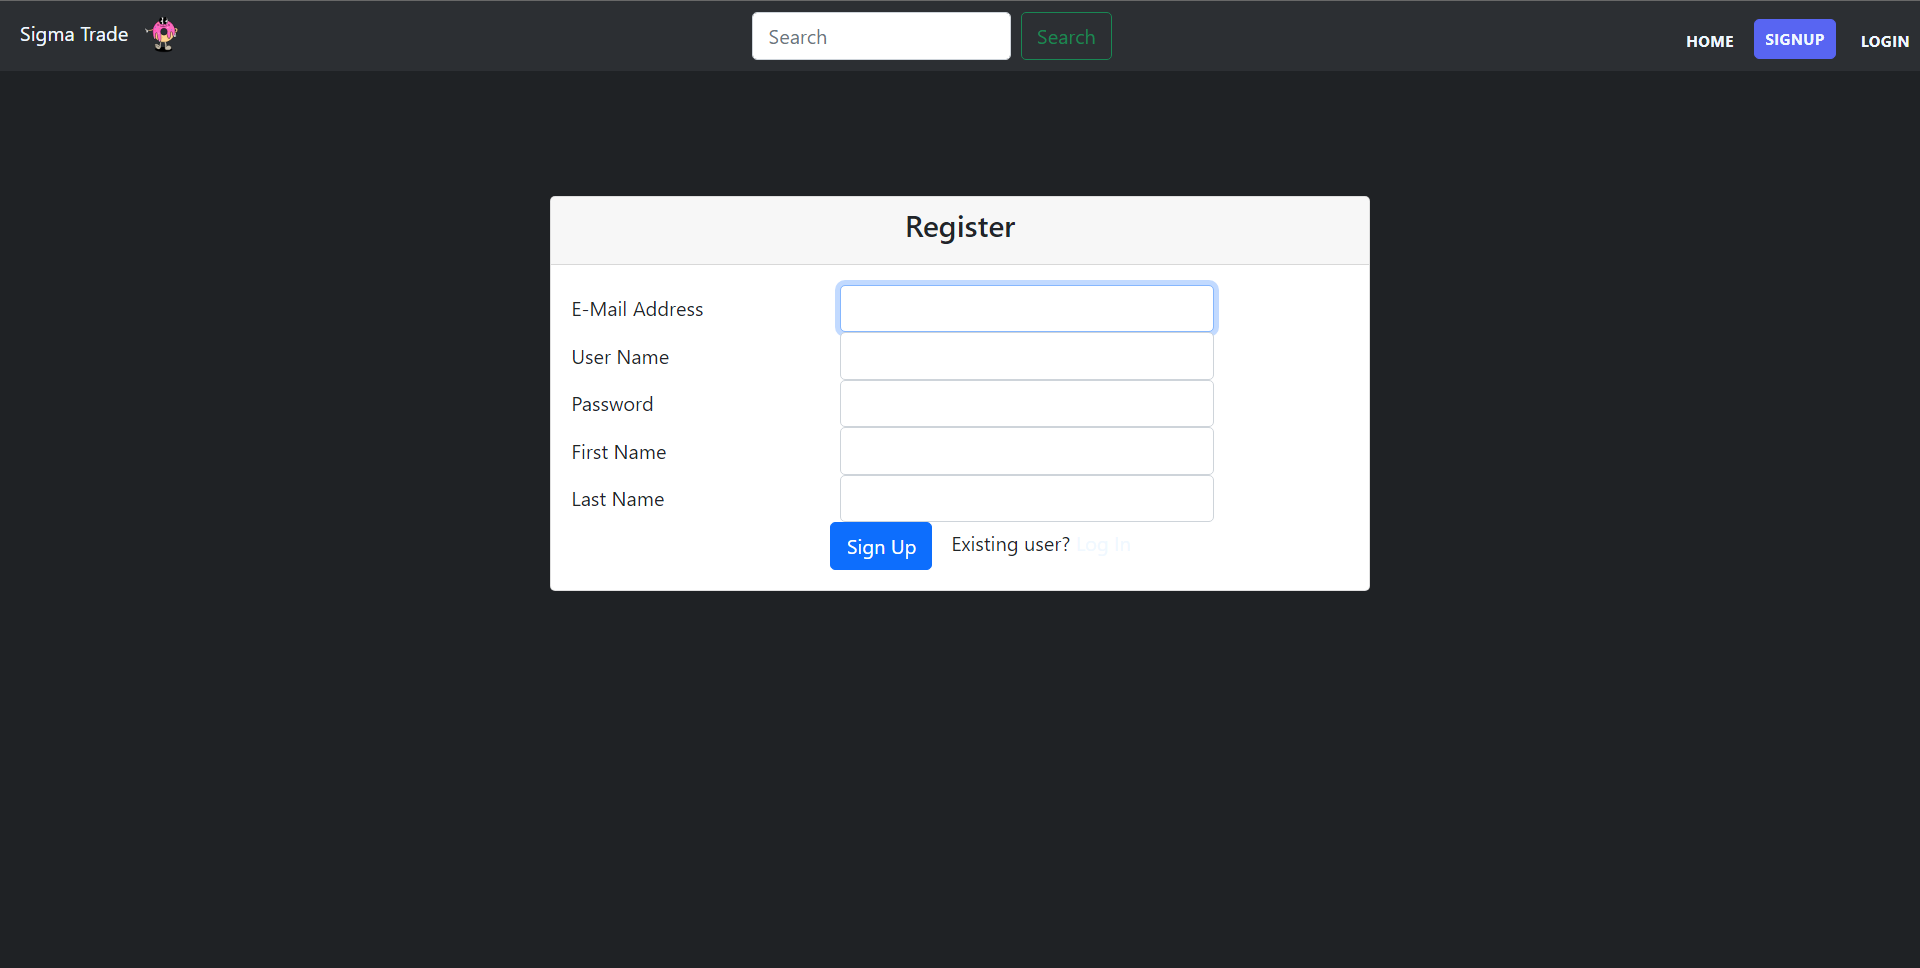 Sigma Trade
Search
Search
HOME
SIGNUP
LOGIN
Register
E-Mail Address
User Name
Password
First Name
Last Name
Sign Up
Existing user? Log In